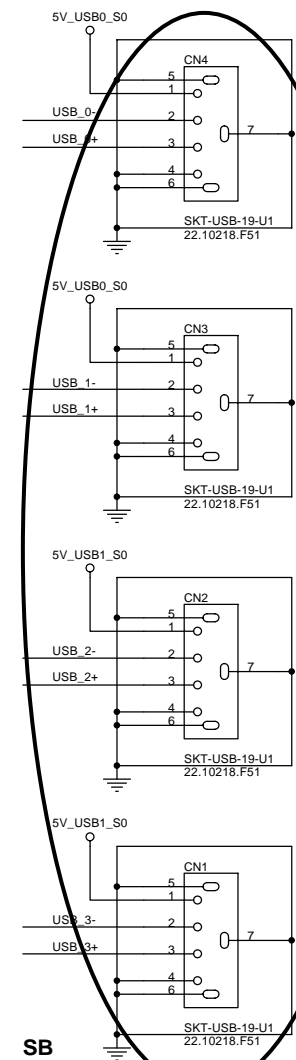 5V_USB0_S0
CN4
5
1
USB_0-
2
7
USB_0+
3
4
6
SKT-USB-19-U1
22.10218.F51
5V_USB0_S0
CN3
5
1
USB_1-
2
7
USB_1+
3
4
6
SKT-USB-19-U1
22.10218.F51
5V_USB1_S0
CN2
5
1
USB_2-
2
7
USB_2+
3
4
6
SKT-USB-19-U1
22.10218.F51
5V_USB1_S0
CN1
5
1
USB_3-
2
7
USB_3+
3
4
6
SKT-USB-19-U1
22.10218.F51
SB